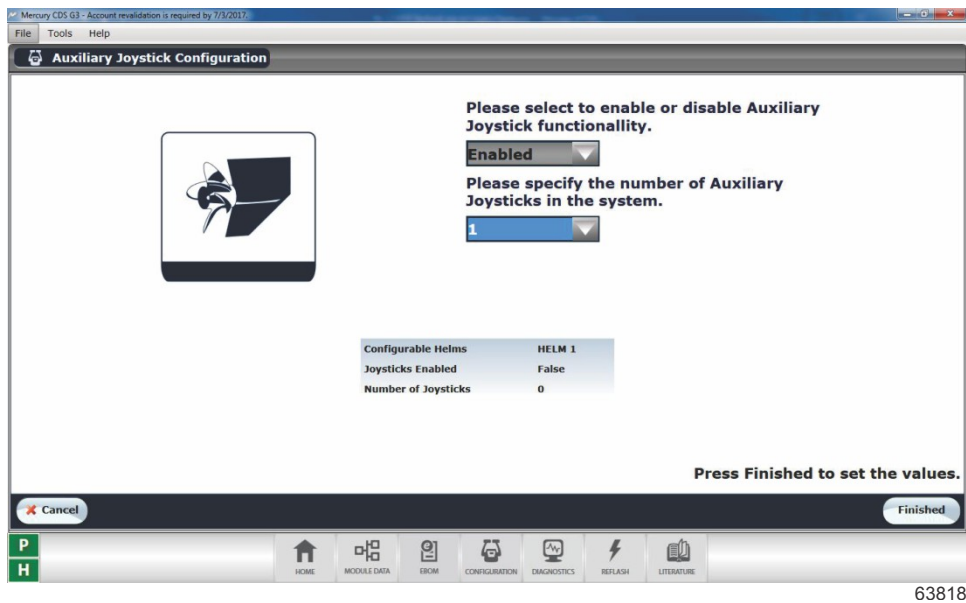 Mercury CDS G3 - Account revalidation is required by 7/3/2017.
File Tools Help
Auxiliary Joystick Configuration
Please select to enable or disable Auxiliary
Joystick functionallity.
Enabled
Please specify the number of Auxiliary
Joysticks in the system.
1
Configurable Helms HELM 1
Joysticks Enabled False
Number of Joysticks 0
Press Finished to set the values.
Cancel Finished
P
H
HOME MODULE DATA EBOM CONFIGURATION DIAGNOSTICS REFLASH LITERATURE
63818